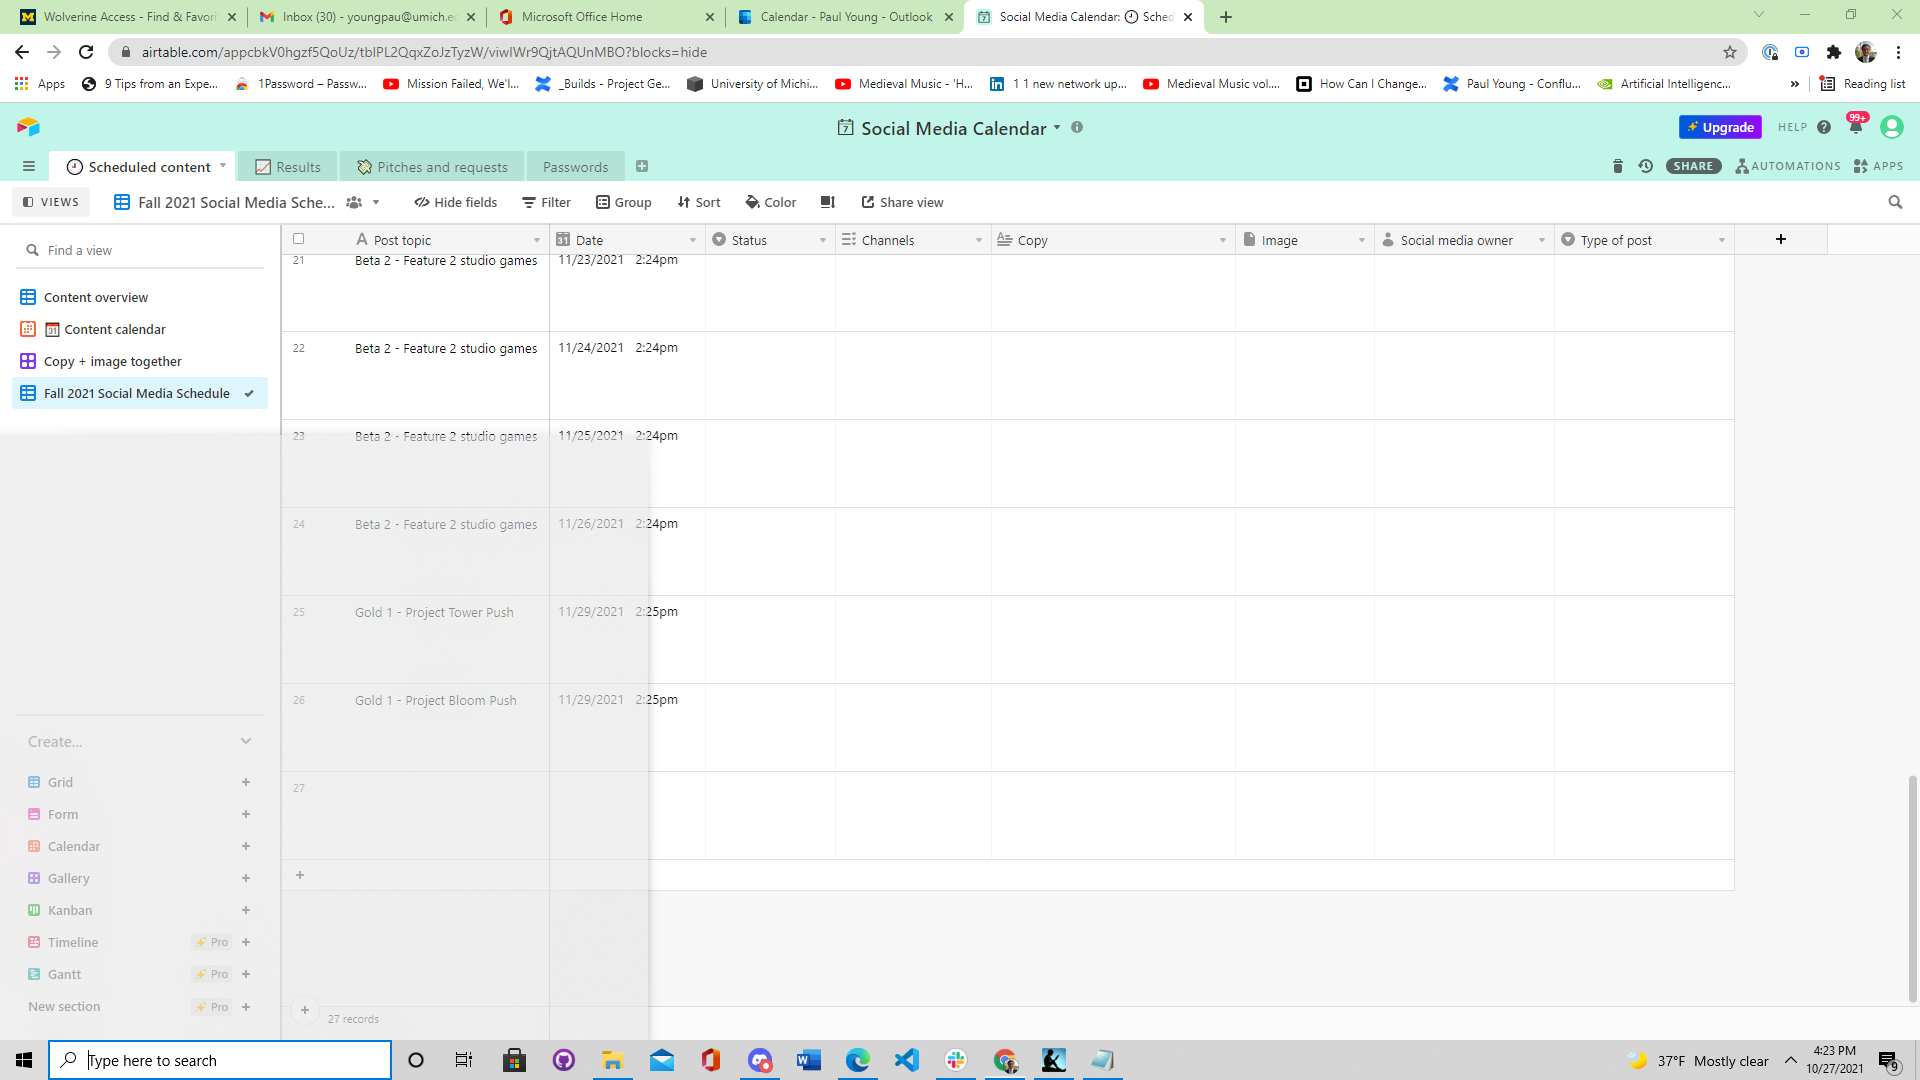 Wolverine Access - Find & Favori
Inbox (30) - youngpau@umich.ec
Microsoft Office Home
Calendar - Paul Young - Outlook
Social Media Calendar: Sched
airtable.com/appcbkV0hgzf5QoUz/tblPL2QqxZoJzTyzW/viwIWr9QjtAQUnMBO?blocks=hide
Apps
9 Tips from an Expe...
1Password – Passw...
Mission Failed, We'l...
_Builds - Project Ge...
University of Michi...
Medieval Music - 'H...
1 1 new network up...
Medieval Music vol....
How Can I Change...
Paul Young - Conflu...
Artificial Intelligenc...
»
Reading list
Social Media Calendar
Upgrade
HELP
99+
Scheduled content
Results
Pitches and requests
Passwords
SHARE
AUTOMATIONS
APPS
VIEWS
Fall 2021 Social Media Sche...
Hide fields
Filter
Group
Sort
Color
Share view
Find a view
Content overview
Content calendar
Copy + image together
Fall 2021 Social Media Schedule
Post topic Date Status Channels Copy Image Social media owner Type of post
21 Beta 2 - Feature 2 studio games 11/23/2021 2:24pm
22 Beta 2 - Feature 2 studio games 11/24/2021 2:24pm
23 Beta 2 - Feature 2 studio games 11/25/2021 2:24pm
24 Beta 2 - Feature 2 studio games 11/26/2021 2:24pm
25 Gold 1 - Project Tower Push 11/29/2021 2:25pm
26 Gold 1 - Project Bloom Push 11/29/2021 2:25pm
27
27 records
Create...
Grid
Form
Calendar
Gallery
Kanban
Timeline Pro
Gantt Pro
New section Pro
Type here to search
37°F Mostly clear
4:23 PM
10/27/2021
9